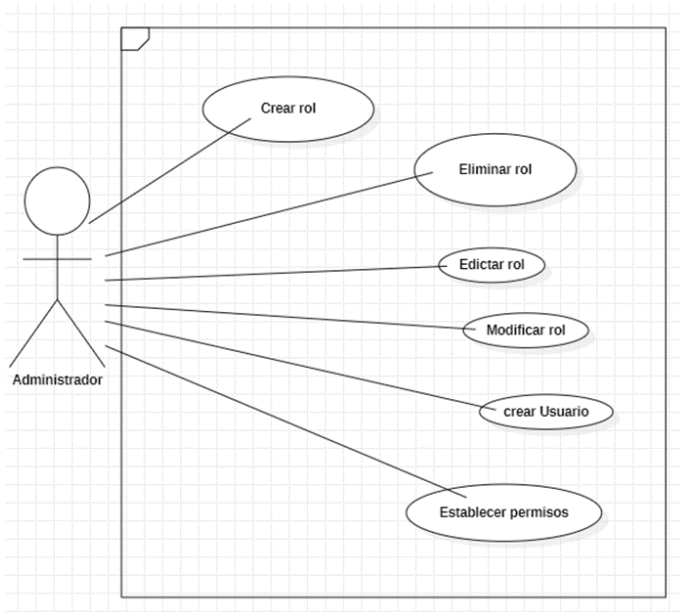 Crear rol
Eliminar rol
Edictar rol
Modificar rol
Administrador
crear Usuario
Establecer permisos